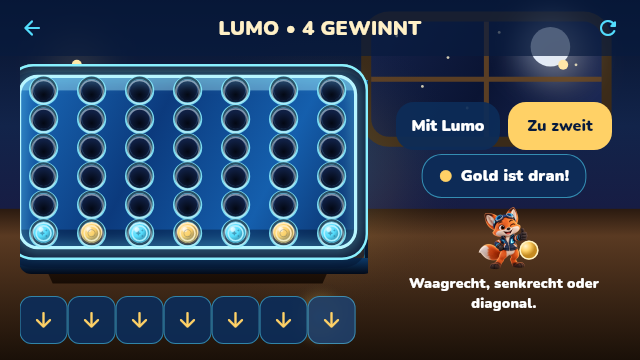 LUMO • 4 GEWINNT
Mit Lumo
Zu zweit
Gold ist dran!
Waagrecht, senkrecht oder
diagonal.